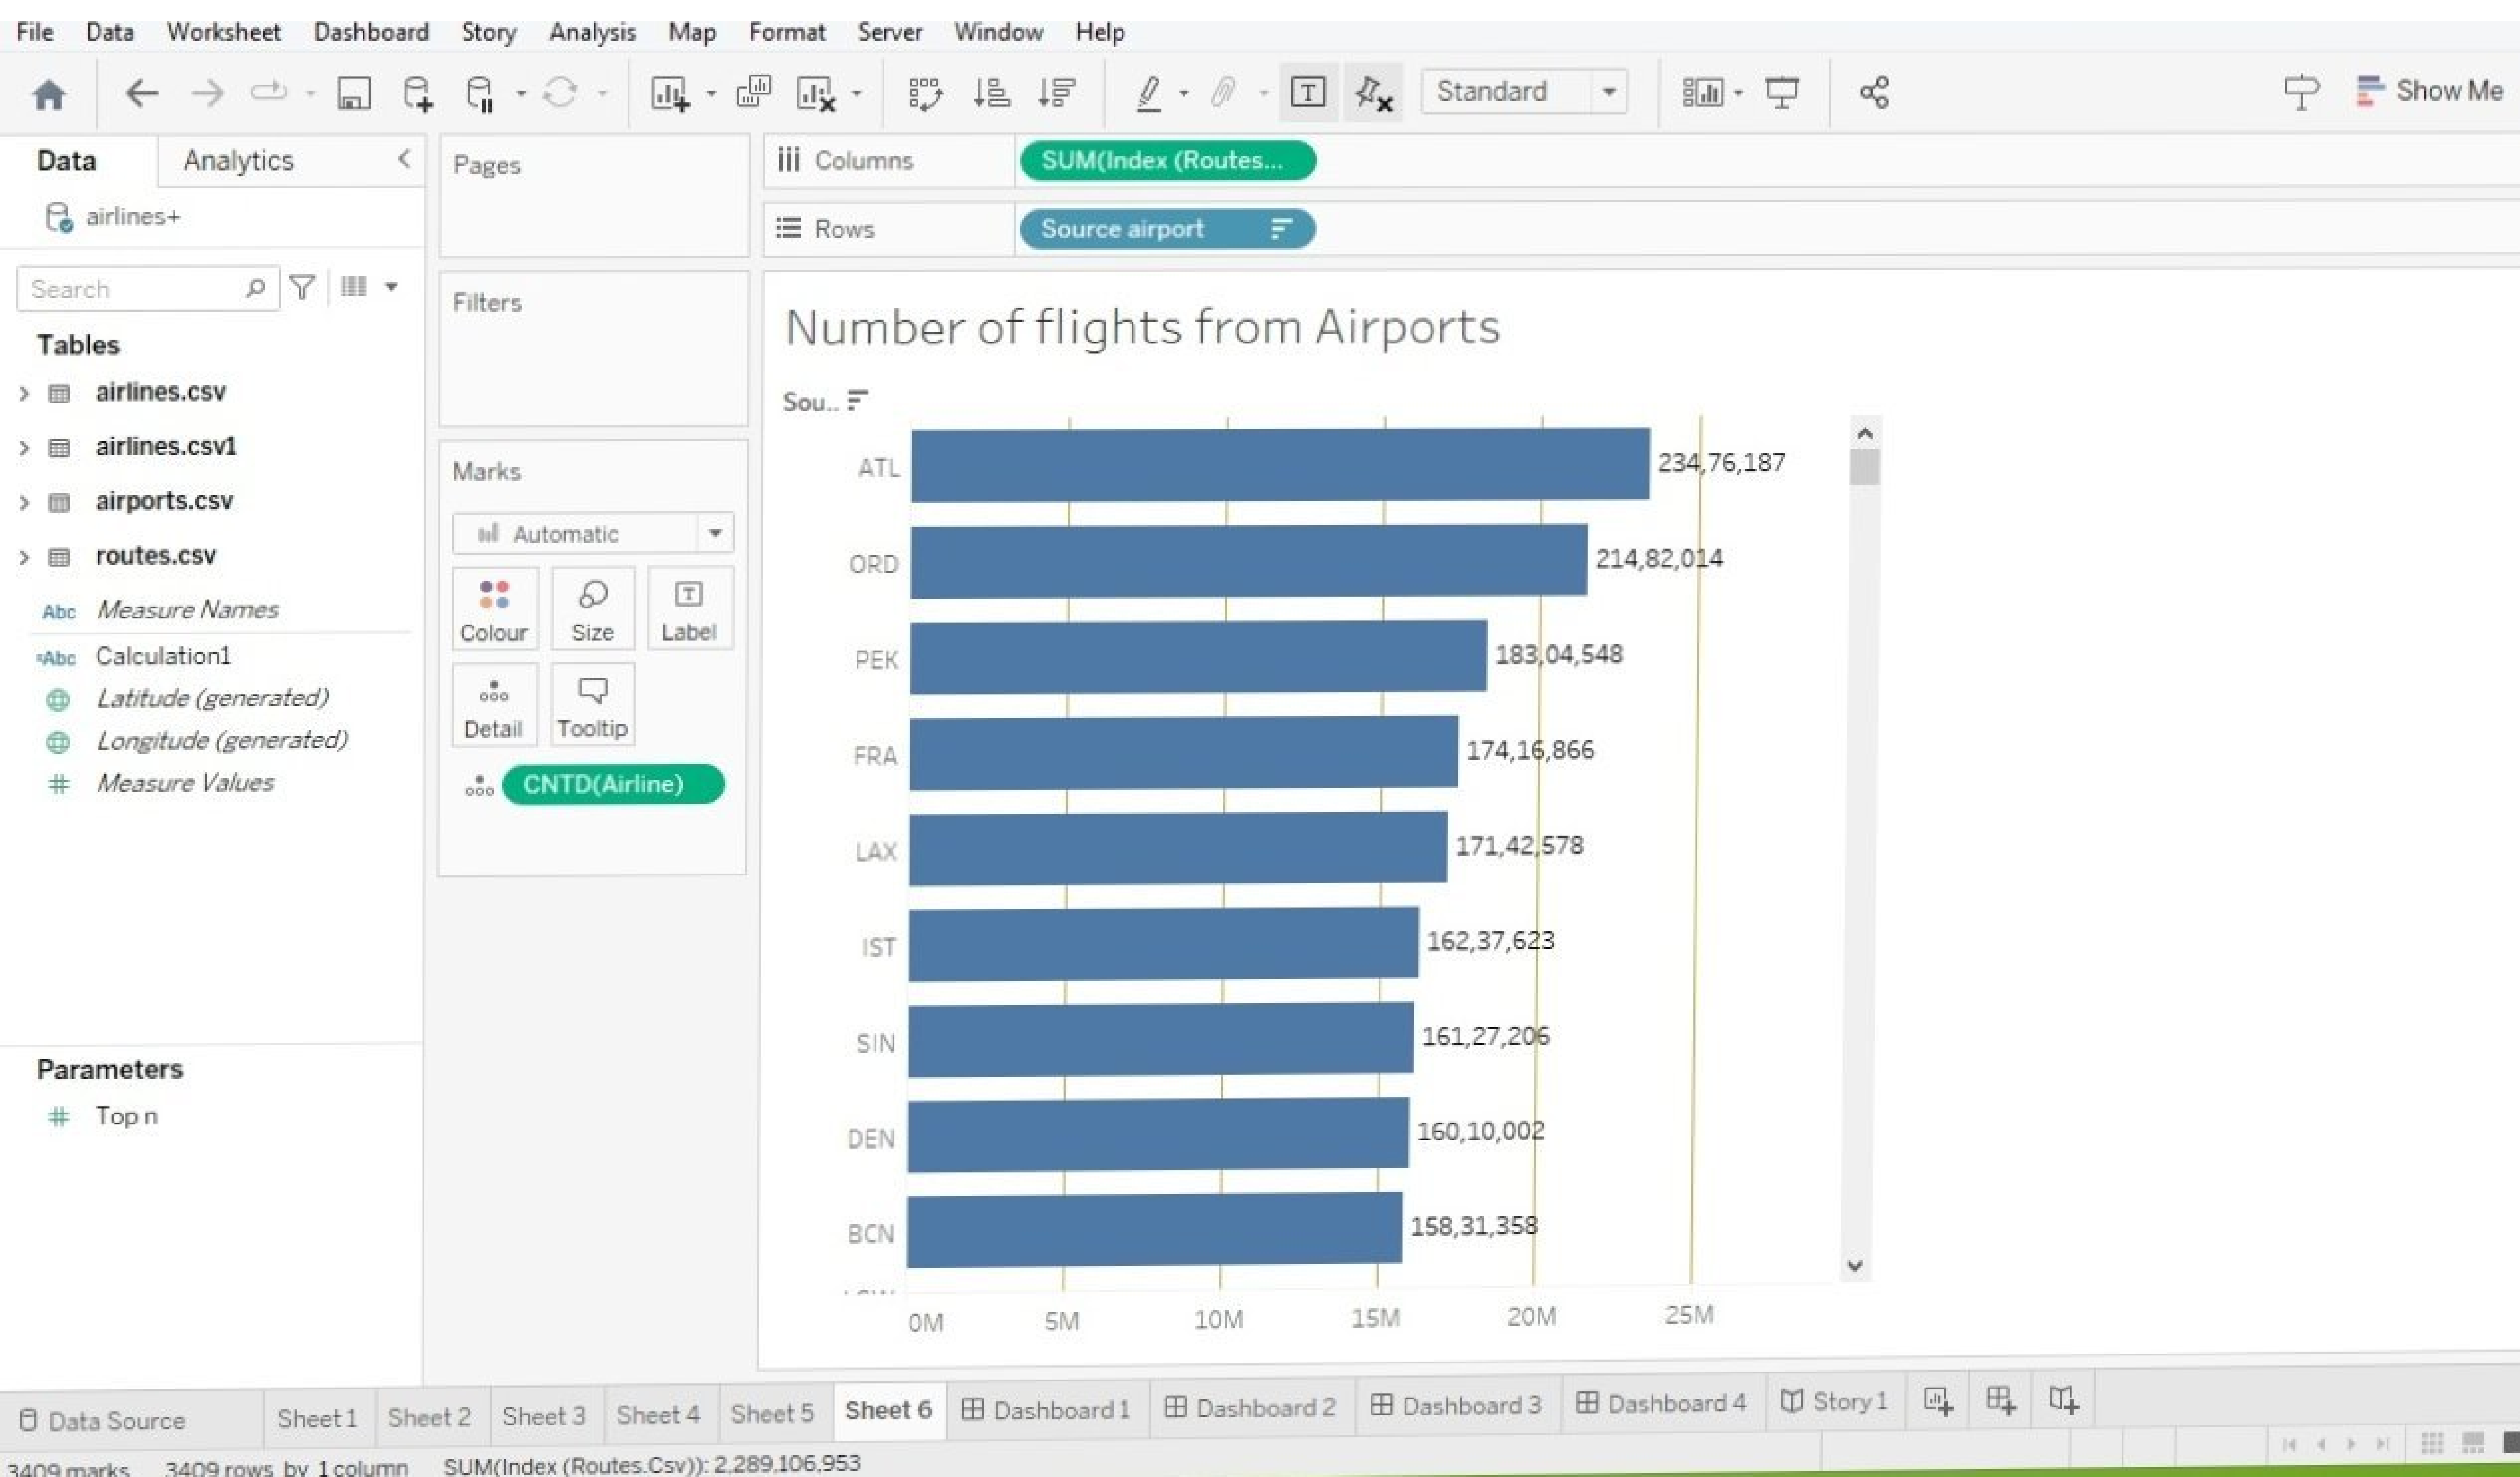 File Data Worksheet Dashboard Story Analysis Map Format Server Window Help
Standard
Show Me
Data Analytics
airlines+
Search
Tables
airlines.csv
airlines.csv1
airports.csv
routes.csv
Abc Measure Names
=Abc Calculation1
Latitude (generated)
Longitude (generated)
# Measure Values
Parameters
# Top n
Pages
Filters
Marks
Automatic
Colour Size Label
Detail Tooltip
CNTD(Airline)
Columns SUM(Index (Routes...
Rows Source airport
Number of flights from Airports
Sou..
ATL 234,76,187
ORD 214,82,014
PEK 183,04,548
FRA 174,16,866
LAX 171,42,578
IST 162,37,623
SIN 161,27,206
DEN 160,10,002
BCN 158,31,358
0M 5M 10M 15M 20M 25M
Data Source Sheet 1 Sheet 2 Sheet 3 Sheet 4 Sheet 5 Sheet 6 Dashboard 1 Dashboard 2 Dashboard 3 Dashboard 4 Story 1
3409 marks 3409 rows by 1 column SUM(Index (Routes.Csv)): 2,289,106,953